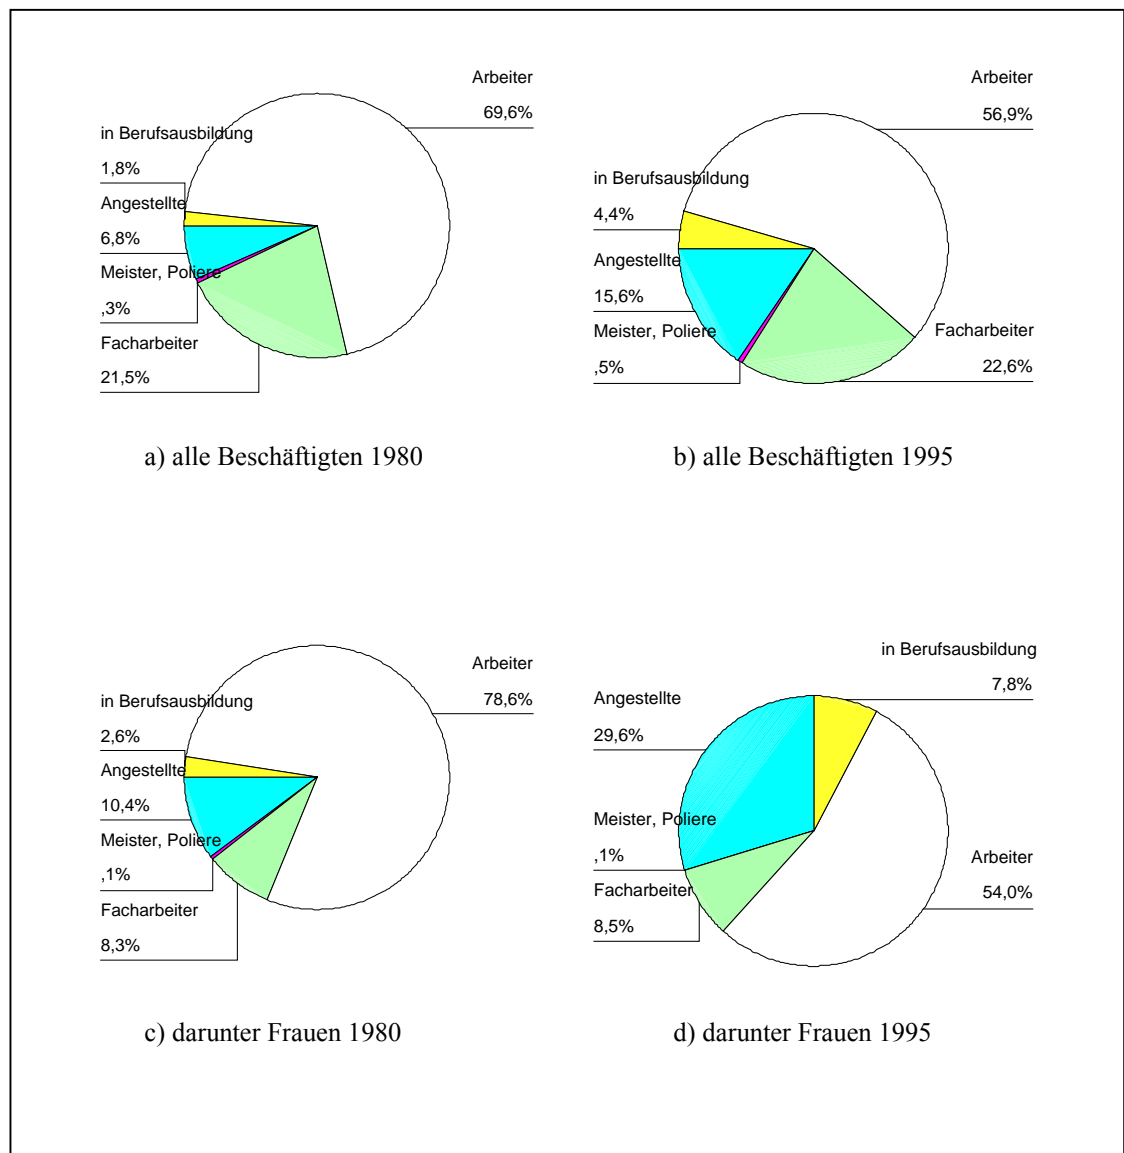 Arbeiter
69,6%
in Berufsausbildung
1,8%
Angestellte
6,8%
Meister, Poliere
,3%
Facharbeiter
21,5%
a) alle Beschäftigten 1980
Arbeiter
56,9%
in Berufsausbildung
4,4%
Angestellte
15,6%
Meister, Poliere
,5%
Facharbeiter
22,6%
b) alle Beschäftigten 1995
Arbeiter
78,6%
in Berufsausbildung
2,6%
Angestellte
10,4%
Meister, Poliere
,1%
Facharbeiter
8,3%
c) darunter Frauen 1980
in Berufsausbildung
7,8%
Angestellte
29,6%
Meister, Poliere
,1%
Facharbeiter
8,5%
Arbeiter
54,0%
d) darunter Frauen 1995